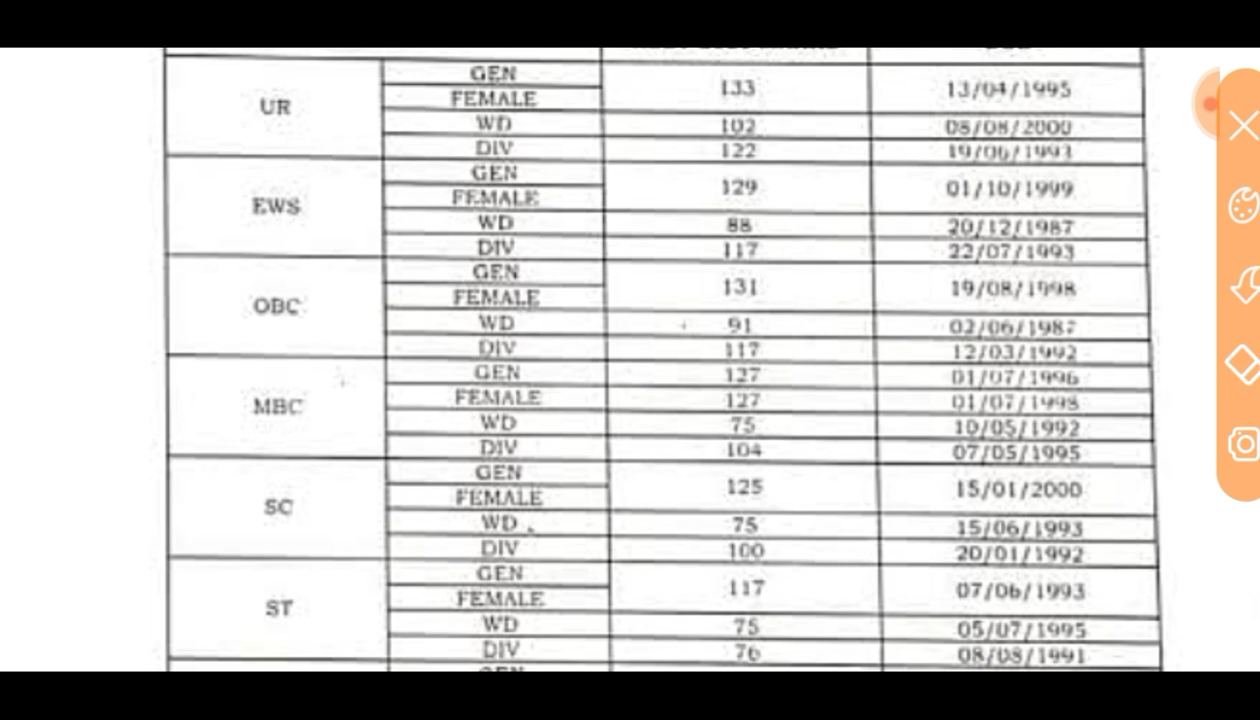 GEN
133 13/04/1995
UR FEMALE
WD 102 08/08/2000
DIV 122 19/06/1993
GEN
129 01/10/1999
EWS FEMALE
WD 88 20/12/1987
DIV 117 22/07/1993
GEN
131 19/08/1998
OBC FEMALE
WD 91 02/06/1987
DIV 117 12/03/1992
GEN 127 01/07/1996
MBC FEMALE 127 01/07/1998
WD 75 10/05/1992
DIV 104 07/05/1995
GEN
125 15/01/2000
SC FEMALE
WD 75 15/06/1993
DIV 100 20/01/1992
GEN
117 07/06/1993
ST FEMALE
WD 75 05/07/1995
DIV 76 08/08/1991
GEN